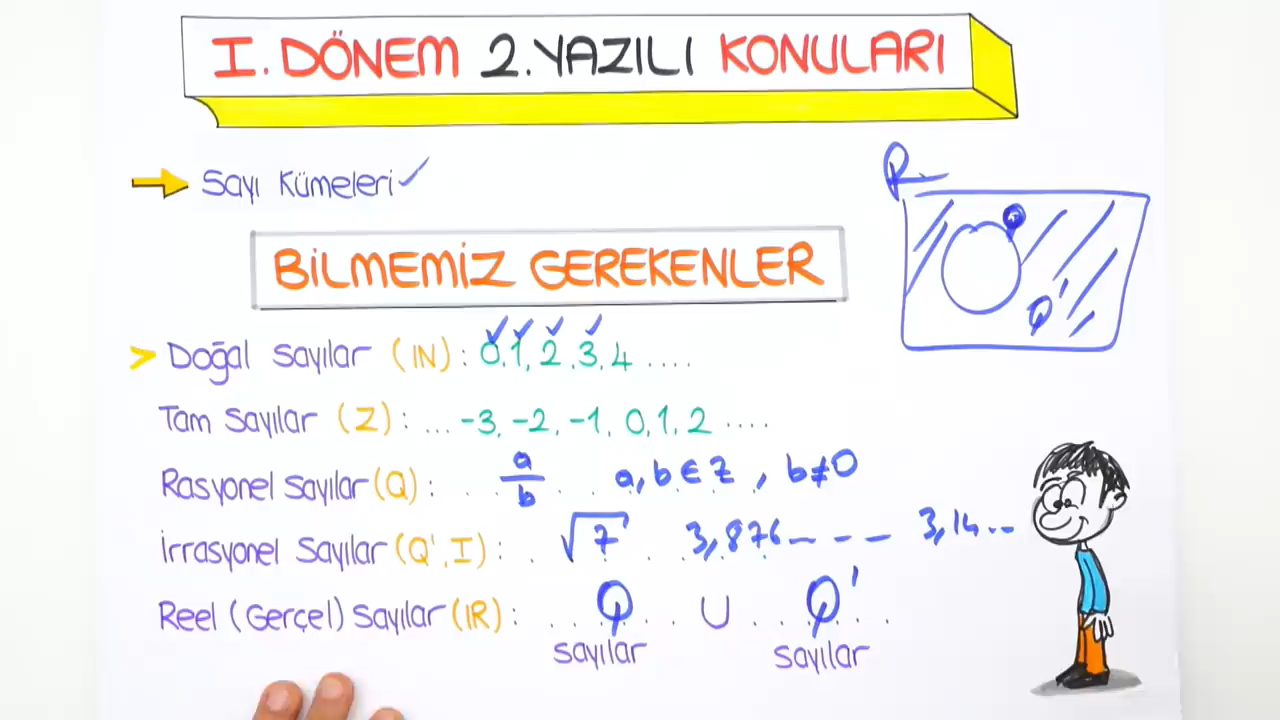 I. DÖNEM 2. YAZILI KONULARI
Sayı Kümeleri ✓
R
Q
Q'
BİLMEMİZ GEREKENLER
> Doğal Sayılar (IN) : 0, 1, 2, 3, 4 ....
Tam Sayılar (Z) : ... -3, -2, -1, 0, 1, 2 ....
Rasyonel Sayılar (Q) : . . a/b . . a, b ∈ Z , b ≠ 0
İrrasyonel Sayılar (Q', I) : . . √7 . . 3,876 - - - 3,14 ..
Reel (Gerçel) Sayılar (IR) : . . . Q . . . U . . . Q' . .
sayılar sayılar